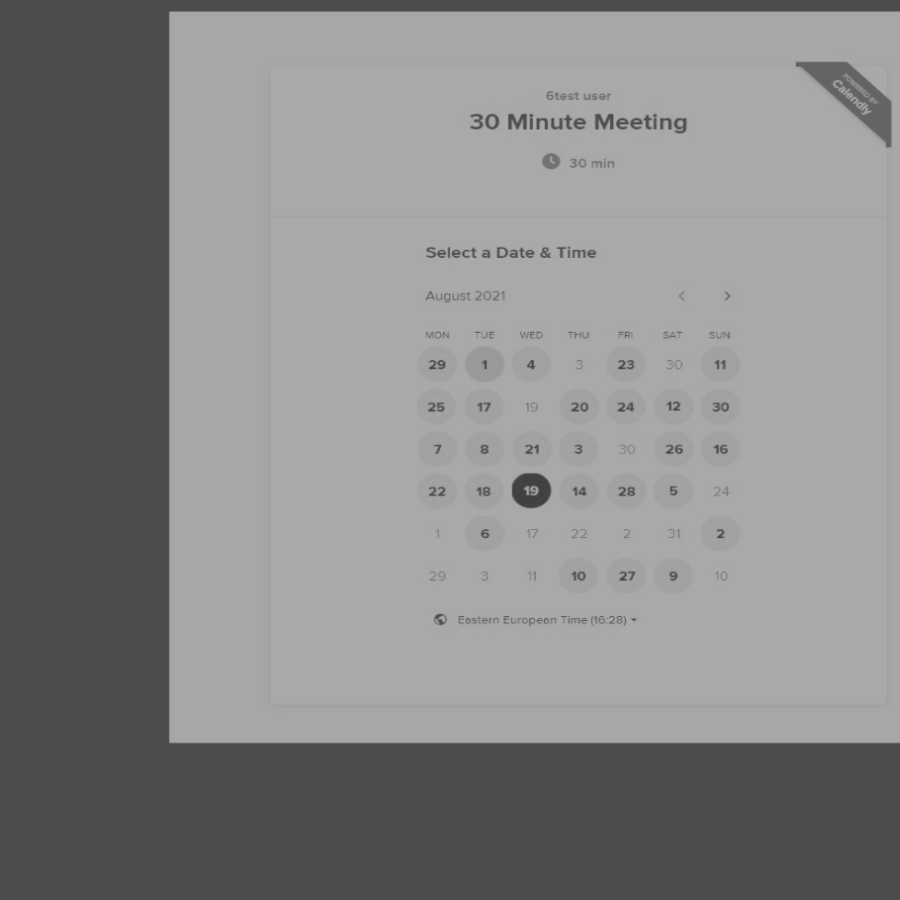 POWERED BY
Calendly
6test user
30 Minute Meeting
30 min
Select a Date & Time
August 2021
MON TUE WED THU FRI SAT SUN
29 1 4 3 23 30 11
25 17 19 20 24 12 30
7 8 21 3 30 26 16
22 18 19 14 28 5 24
1 6 17 22 2 31 2
29 3 11 10 27 9 10
Eastern European Time (16:28)